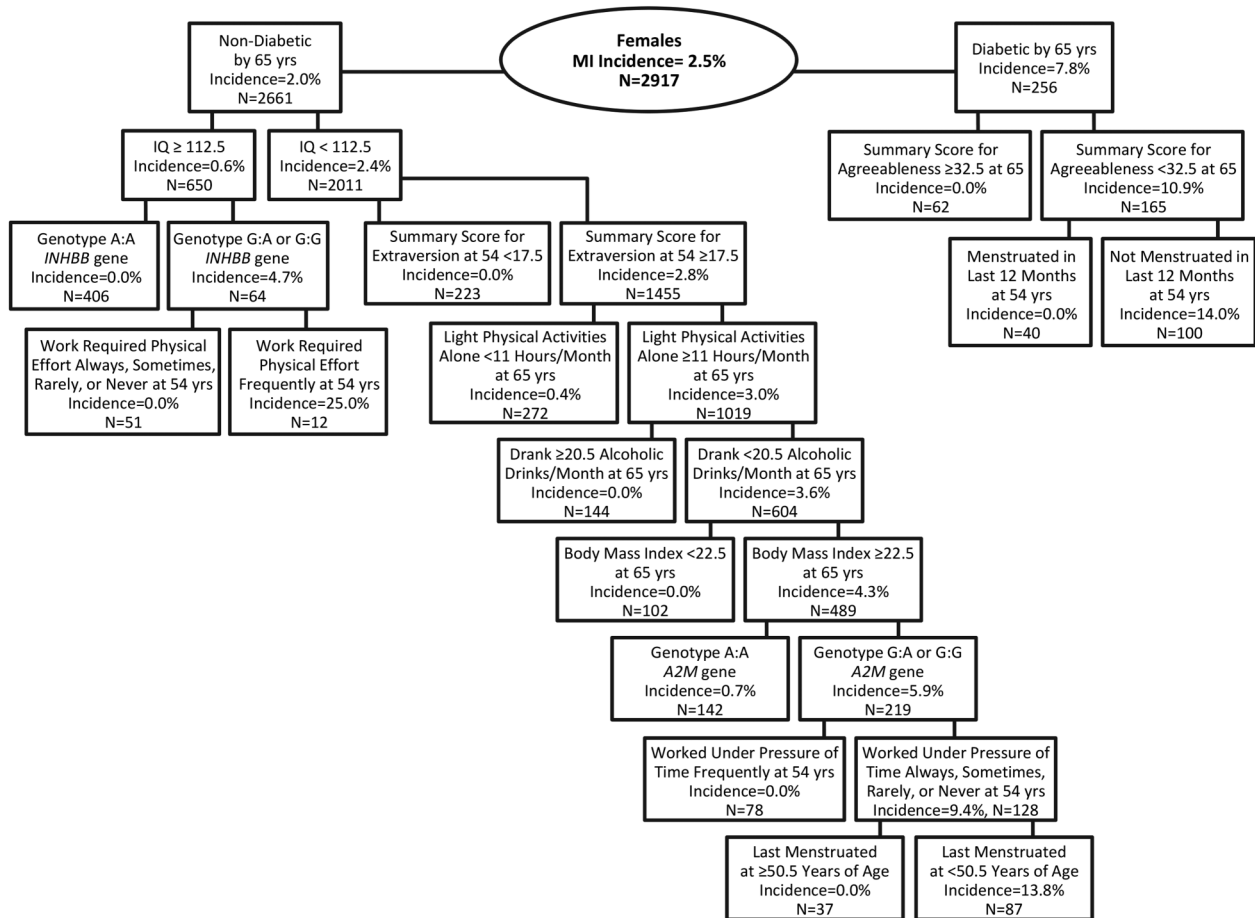 Females
MI Incidence= 2.5%
N=2917
Non-Diabetic
by 65 yrs
Incidence=2.0%
N=2661
Diabetic by 65 yrs
Incidence=7.8%
N=256
IQ ≥ 112.5
Incidence=0.6%
N=650
IQ < 112.5
Incidence=2.4%
N=2011
Summary Score for
Agreeableness ≥32.5 at 65
Incidence=0.0%
N=62
Summary Score for
Agreeableness <32.5 at 65
Incidence=10.9%
N=165
Genotype A:A
INHBB gene
Incidence=0.0%
N=406
Genotype G:A or G:G
INHBB gene
Incidence=4.7%
N=64
Summary Score for
Extraversion at 54 <17.5
Incidence=0.0%
N=223
Summary Score for
Extraversion at 54 ≥17.5
Incidence=2.8%
N=1455
Menstruated in
Last 12 Months
at 54 yrs
Incidence=0.0%
N=40
Not Menstruated in
Last 12 Months
at 54 yrs
Incidence=14.0%
N=100
Work Required Physical
Effort Always, Sometimes,
Rarely, or Never at 54 yrs
Incidence=0.0%
N=51
Work Required
Physical Effort
Frequently at 54 yrs
Incidence=25.0%
N=12
Light Physical Activities
Alone <11 Hours/Month
at 65 yrs
Incidence=0.4%
N=272
Light Physical Activities
Alone ≥11 Hours/Month
at 65 yrs
Incidence=3.0%
N=1019
Drank ≥20.5 Alcoholic
Drinks/Month at 65 yrs
Incidence=0.0%
N=144
Drank <20.5 Alcoholic
Drinks/Month at 65 yrs
Incidence=3.6%
N=604
Body Mass Index <22.5
at 65 yrs
Incidence=0.0%
N=102
Body Mass Index ≥22.5
at 65 yrs
Incidence=4.3%
N=489
Genotype A:A
A2M gene
Incidence=0.7%
N=142
Genotype G:A or G:G
A2M gene
Incidence=5.9%
N=219
Worked Under Pressure of
Time Frequently at 54 yrs
Incidence=0.0%
N=78
Worked Under Pressure of
Time Always, Sometimes,
Rarely, or Never at 54 yrs
Incidence=9.4%, N=128
Last Menstruated
at ≥50.5 Years of Age
Incidence=0.0%
N=37
Last Menstruated
at <50.5 Years of Age
Incidence=13.8%
N=87